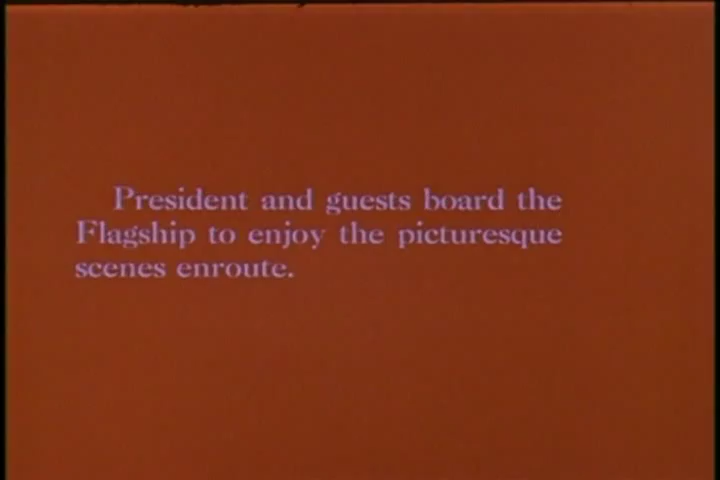 President and guests board the
Flagship to enjoy the picturesque
scenes enroute.